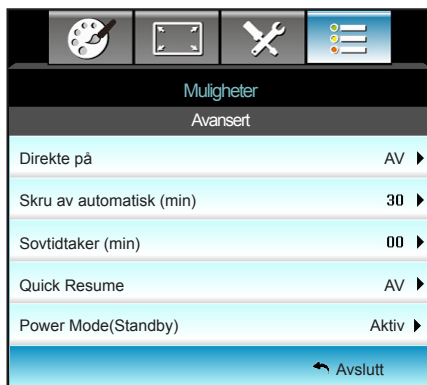 Muligheter
Avansert
Direkte på AV
Skru av automatisk (min) 30
Sovtidtaker (min) 00
Quick Resume AV
Power Mode(Standby) Aktiv
Avslutt